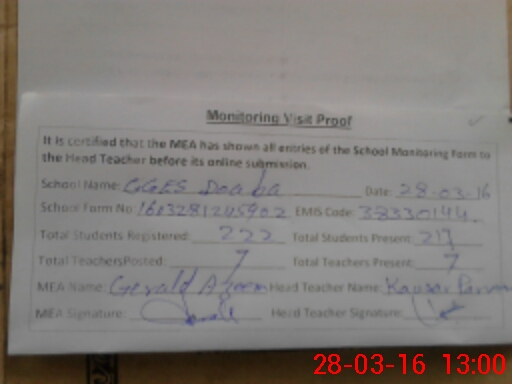 Monitoring Visit Proof
It is certified that the MEA has shown all entries of the School Monitoring Form to
the Head Teacher before its online submission.
School Name: GGES Doaba Date: 28-03-16
School Form No: 1603281245902 EMIS Code: 38330144
Total Students Registered: 222 Total Students Present: 217
Total TeachersPosted: 7 Total Teachers Present: 7
MEA Name: Gerald Head Teacher Name: Kausar
MEA Signature: Head Teacher Signature:
28-03-16 13:00